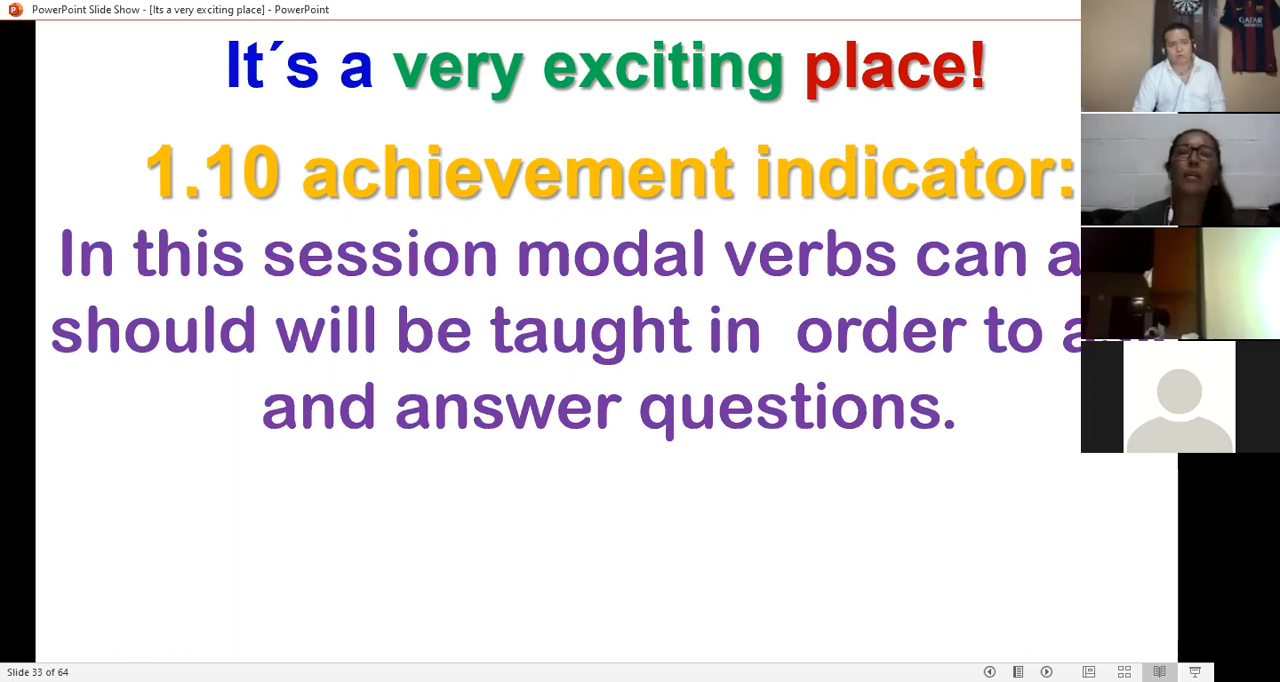 PowerPoint Slide Show - [Its a very exciting place] - PowerPoint
It´s a very exciting place!
1.10 achievement indicator:
In this session modal verbs can
should will be taught in order to
and answer questions.
QATAR
Slide 33 of 64